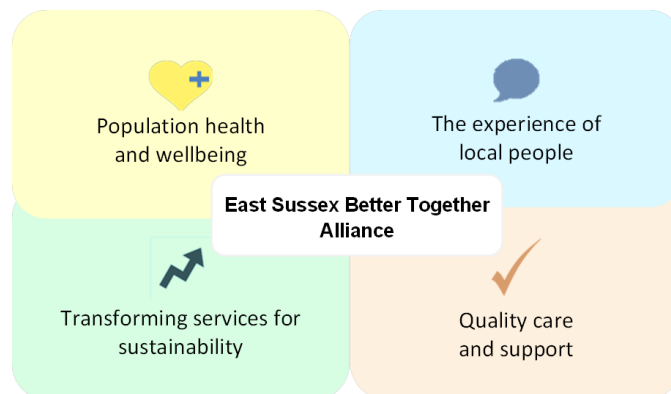 Population health
and wellbeing
The experience of
local people
East Sussex Better Together
Alliance
Transforming services for
sustainability
Quality care
and support